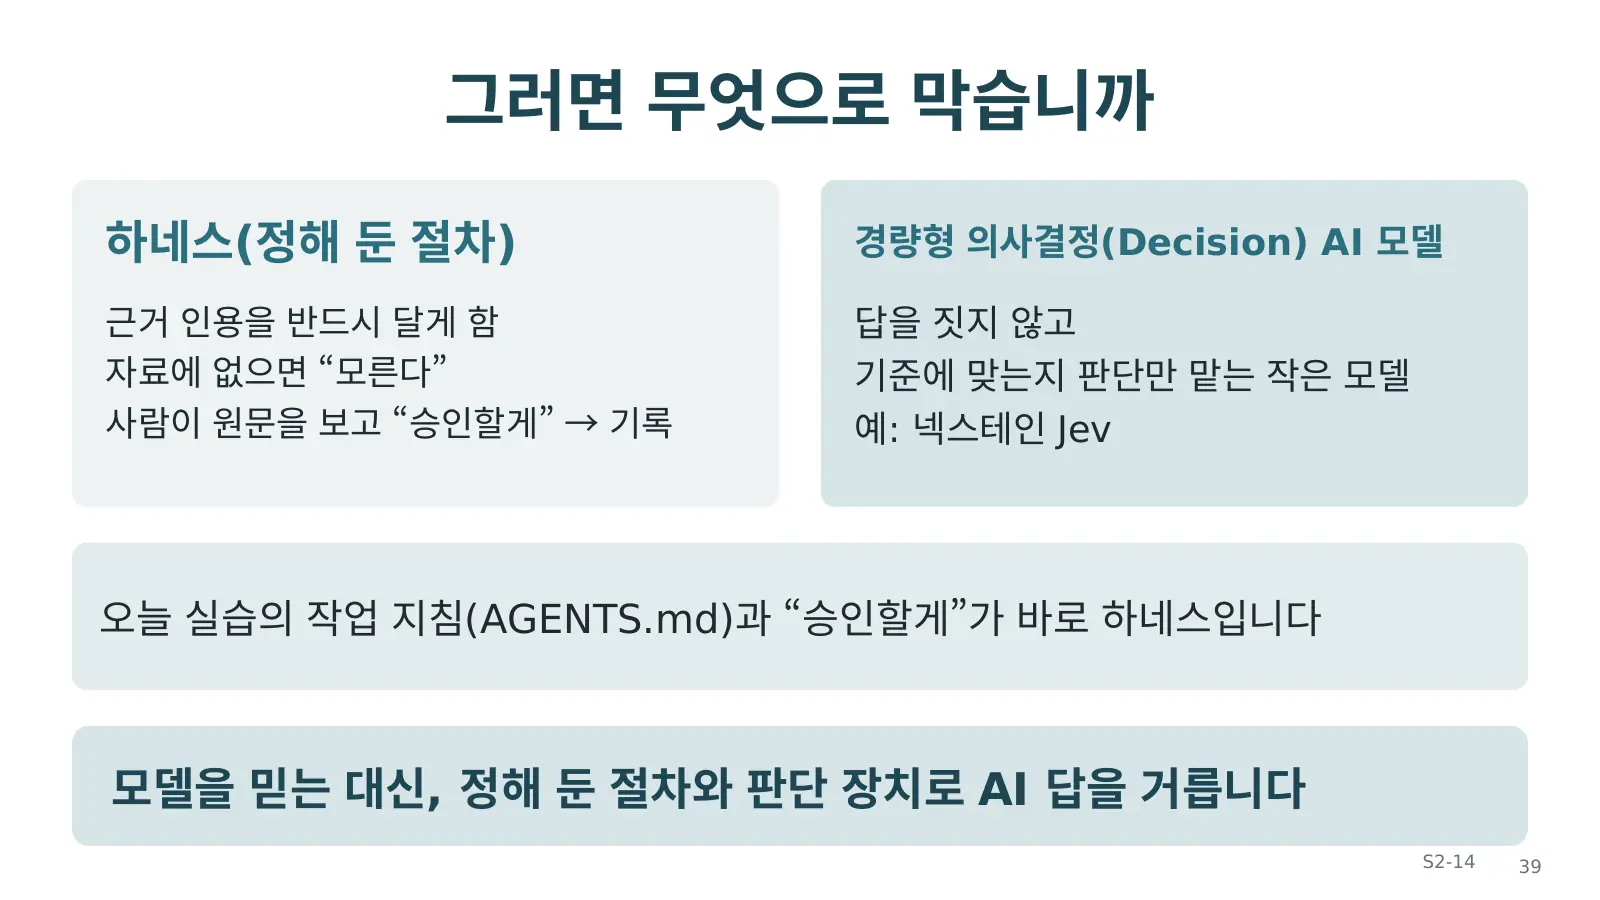 그러면 무엇으로 막습니까
하네스(정해 둔 절차)
근거 인용을 반드시 달게 함
자료에 없으면 “모른다”
사람이 원문을 보고 “승인할게” → 기록
경량형 의사결정(Decision) AI 모델
답을 짓지 않고
기준에 맞는지 판단만 맡는 작은 모델
예: 넥스테인 Jev
오늘 실습의 작업 지침(AGENTS.md)과 “승인할게”가 바로 하네스입니다
모델을 믿는 대신, 정해 둔 절차와 판단 장치로 AI 답을 거릅니다
S2-14
39